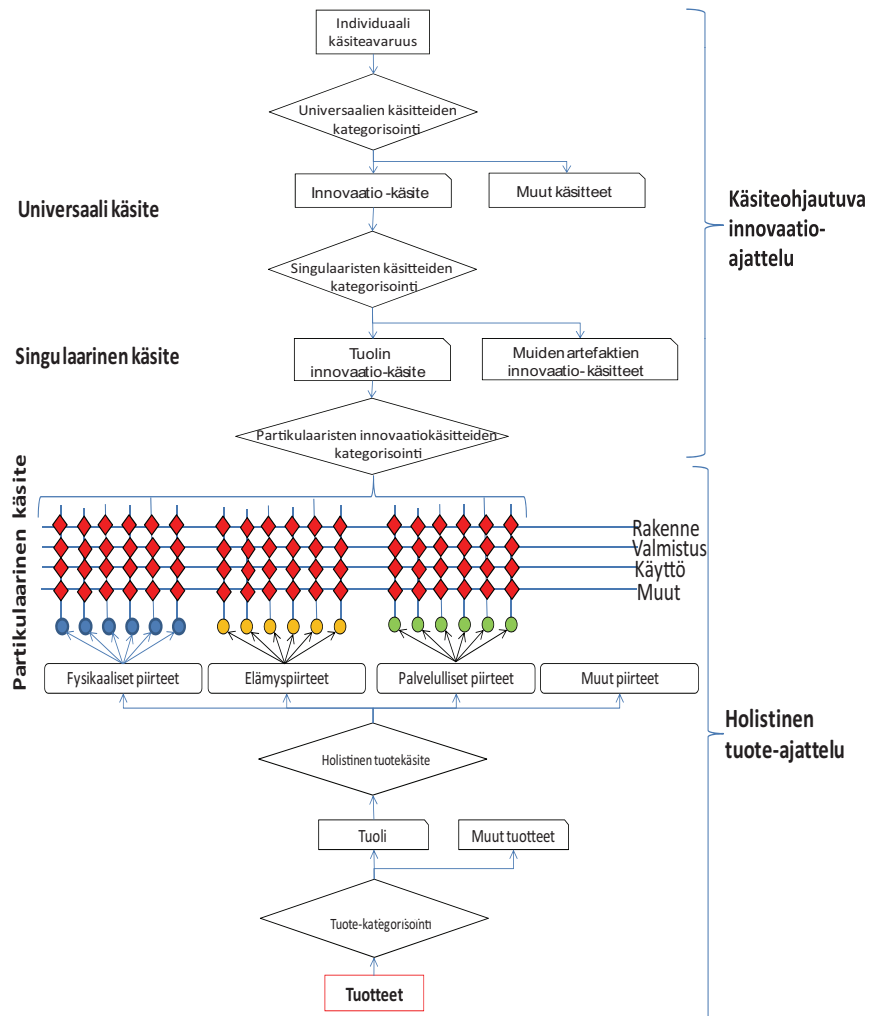 Individuaali
käsiteavaruus
Universaalien käsitteiden
kategorisointi
Innovaatio -käsite
Muut käsitteet
Universaali käsite
Käsiteohjautuva
innovaatio-
ajattelu
Singulaaristen käsitteiden
kategorisointi
Singulaarinen käsite
Tuolin
innovaatio-käsite
Muiden artefaktien
innovaatio-käsitteet
Partikulaaristen innovaatiokäsitteiden
kategorisointi
Partikulaarinen käsite
Rakenne
Valmistus
Käyttö
Muut
Fysikaaliset piirteet
Elämyspiirteet
Palvelulliset piirteet
Muut piirteet
Holistinen
tuote-ajattelu
Holistinen tuotekäsite
Tuoli
Muut tuotteet
Tuote-kategorisointi
Tuotteet